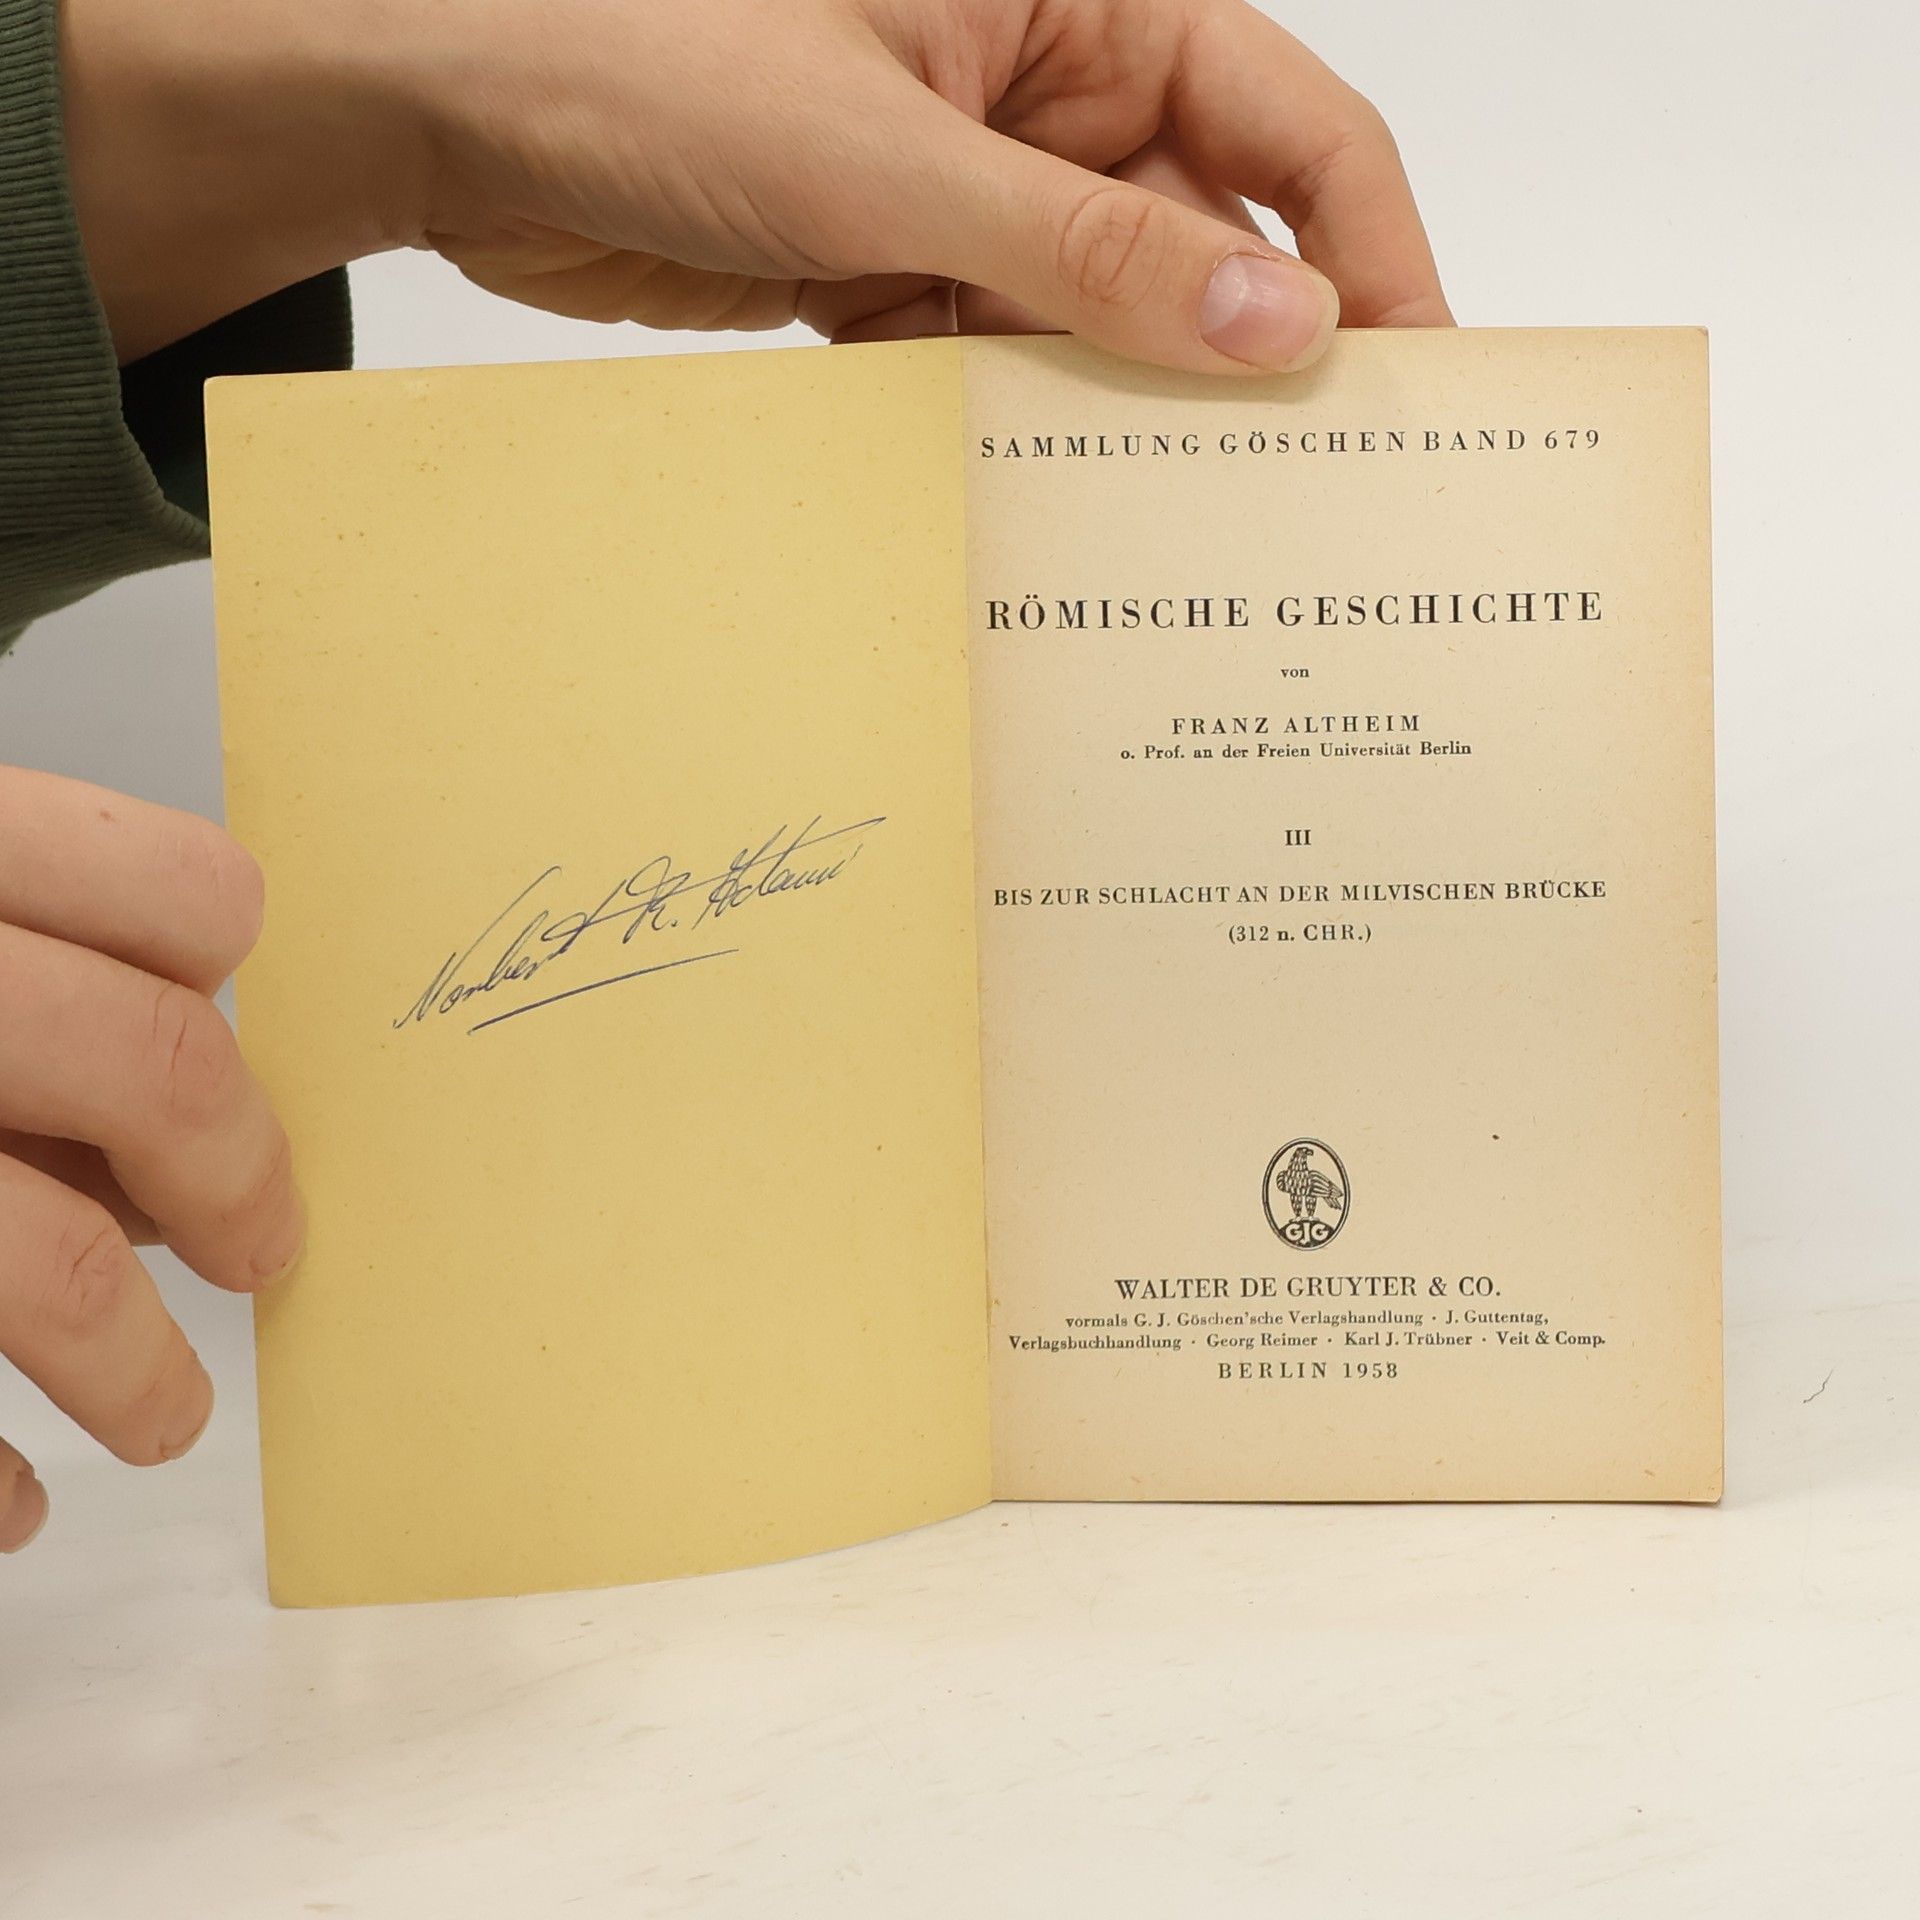 Norbert R. Adami
SAMMLUNG GÖSCHEN BAND 679
RÖMISCHE GESCHICHTE
von
FRANZ ALTHEIM
o. Prof. an der Freien Universität Berlin
III
BIS ZUR SCHLACHT AN DER MILVISCHEN BRÜCKE
(312 n. CHR.)
GJG
WALTER DE GRUYTER & CO.
vormals G. J. Göschen'sche Verlagshandlung · J. Guttentag,
Verlagsbuchhandlung · Georg Reimer · Karl J. Trübner · Veit & Comp.
BERLIN 1958